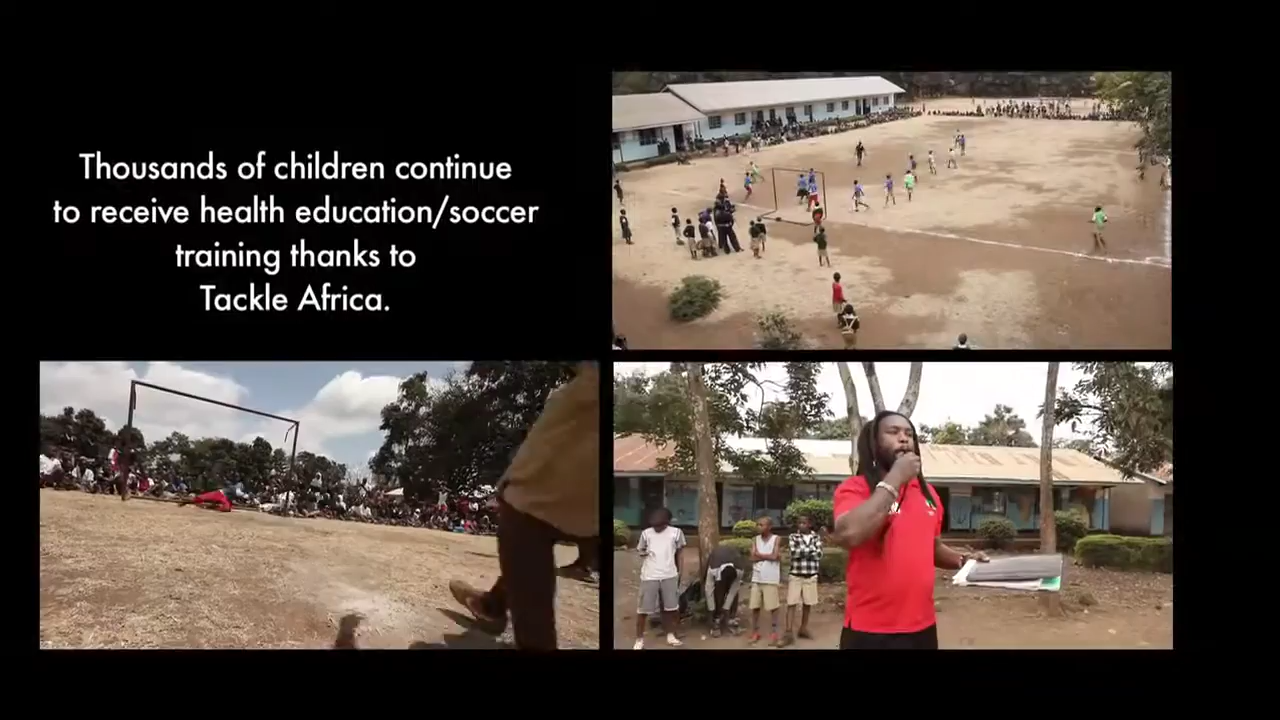 Thousands of children continue
to receive health education/soccer
training thanks to
Tackle Africa.